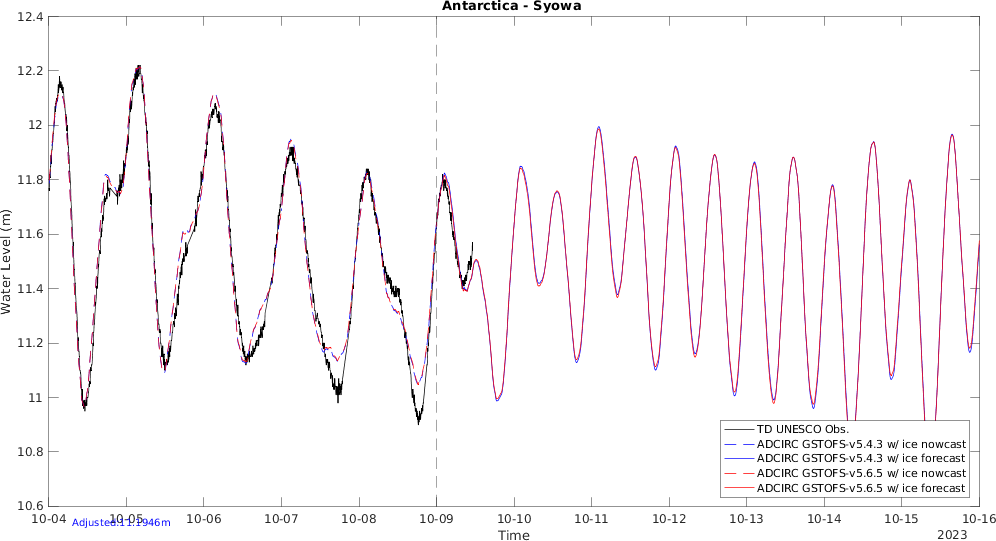 Antarctica - Syowa
12.4
12.2
12
11.8
11.6
11.4
11.2
11
10.8
10.6
Water Level (m)
TD UNESCO Obs.
ADCIRC GSTOFS-v5.4.3 w/ ice nowcast
ADCIRC GSTOFS-v5.4.3 w/ ice forecast
ADCIRC GSTOFS-v5.6.5 w/ ice nowcast
ADCIRC GSTOFS-v5.6.5 w/ ice forecast
10-04 10-05 10-06 10-07 10-08 10-09 10-10 10-11 10-12 10-13 10-14 10-15 10-16
Adjusted:11.1946m
Time
2023